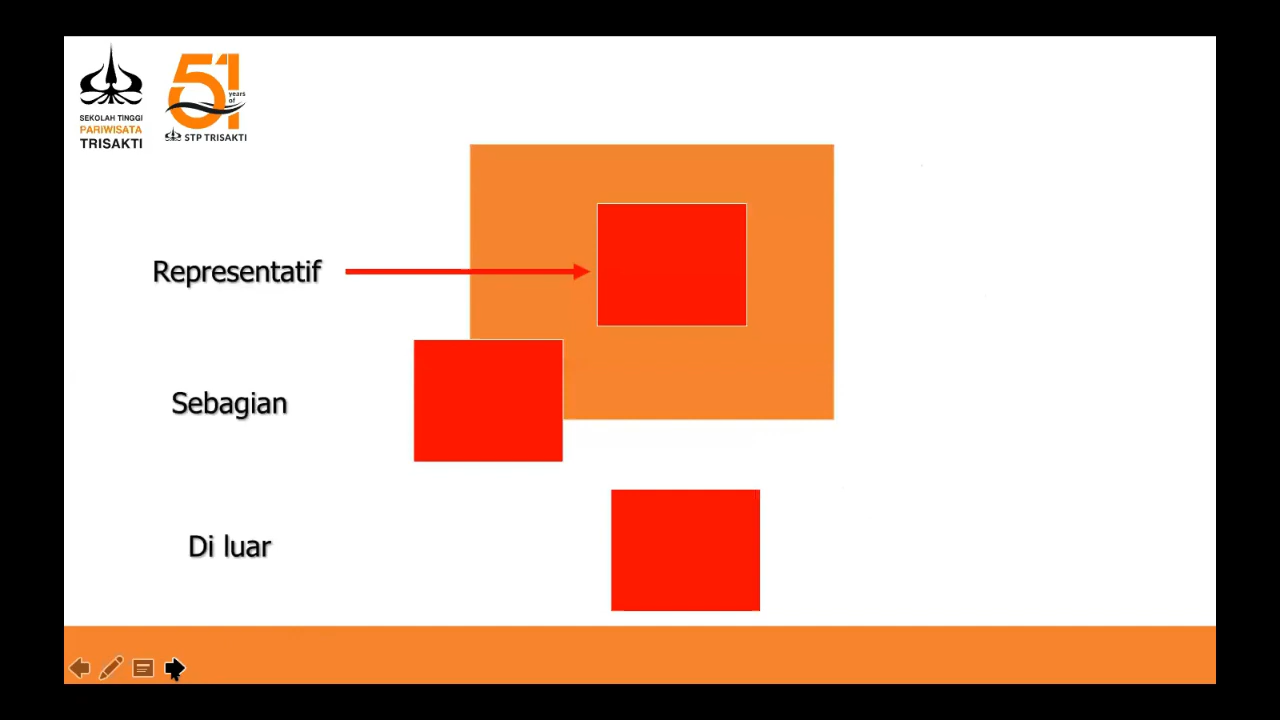 SEKOLAH TINGGI
PARIWISATA
TRISAKTI
51
years
of
STP TRISAKTI
Representatif
Sebagian
Di luar